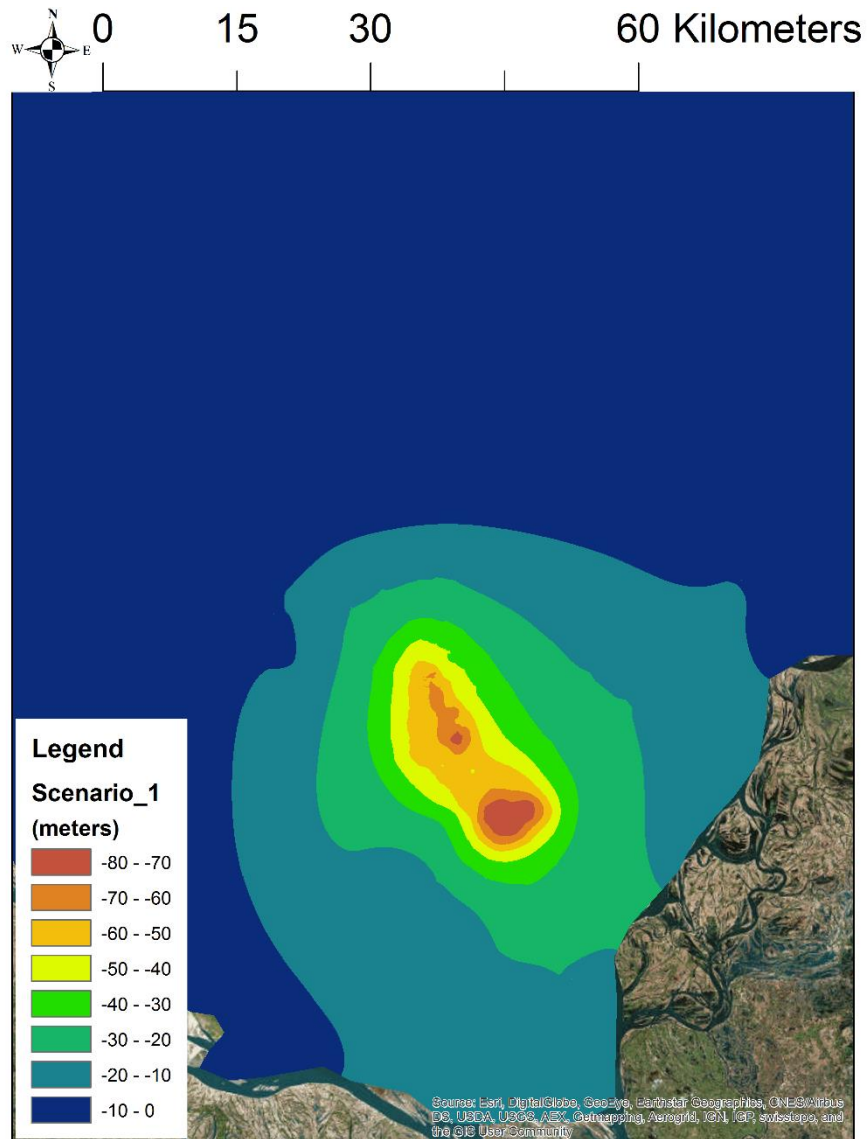 N
W E
S
0 15 30 60 Kilometers
Legend
Scenario_1
(meters)
-80 - -70
-70 - -60
-60 - -50
-50 - -40
-40 - -30
-30 - -20
-20 - -10
-10 - 0
Source: Esri, DigitalGlobe, GeoEye, Earthstar Geographics, CNES/Airbus
DS, USDA, USGS, AEX, Getmapping, Aerogrid, IGN, IGP, swisstopo, and
the GIS User Community